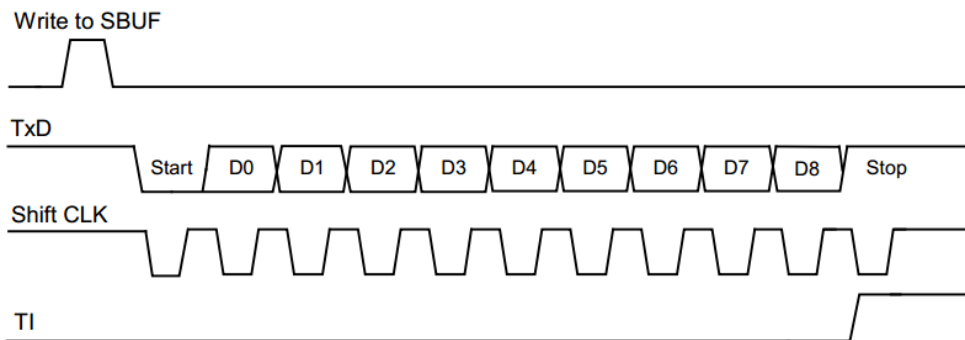 Write to SBUF
TxD
Start D0 D1 D2 D3 D4 D5 D6 D7 D8 Stop
Shift CLK
TI